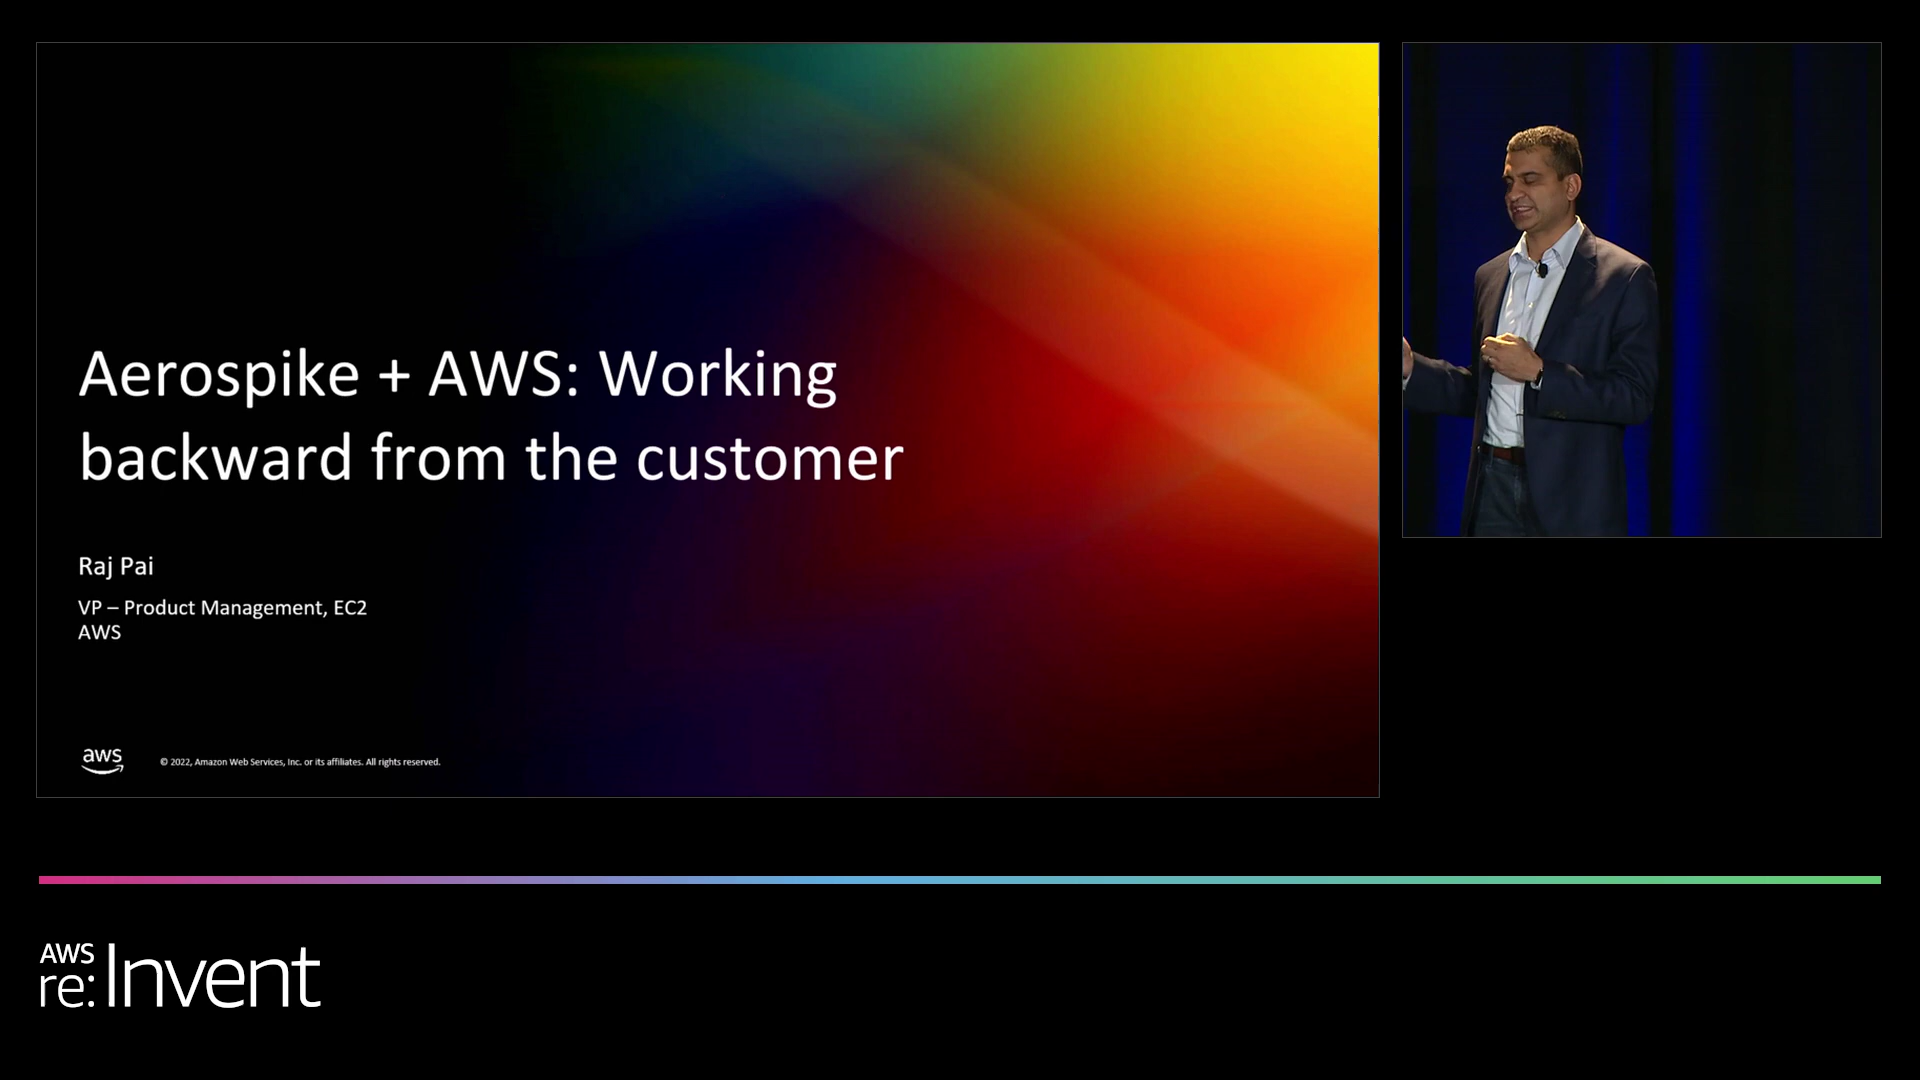 Aerospike + AWS: Working
backward from the customer
Raj Pai
VP – Product Management, EC2
AWS
aws
© 2022, Amazon Web Services, Inc. or its affiliates. All rights reserved.
AWS
re:Invent